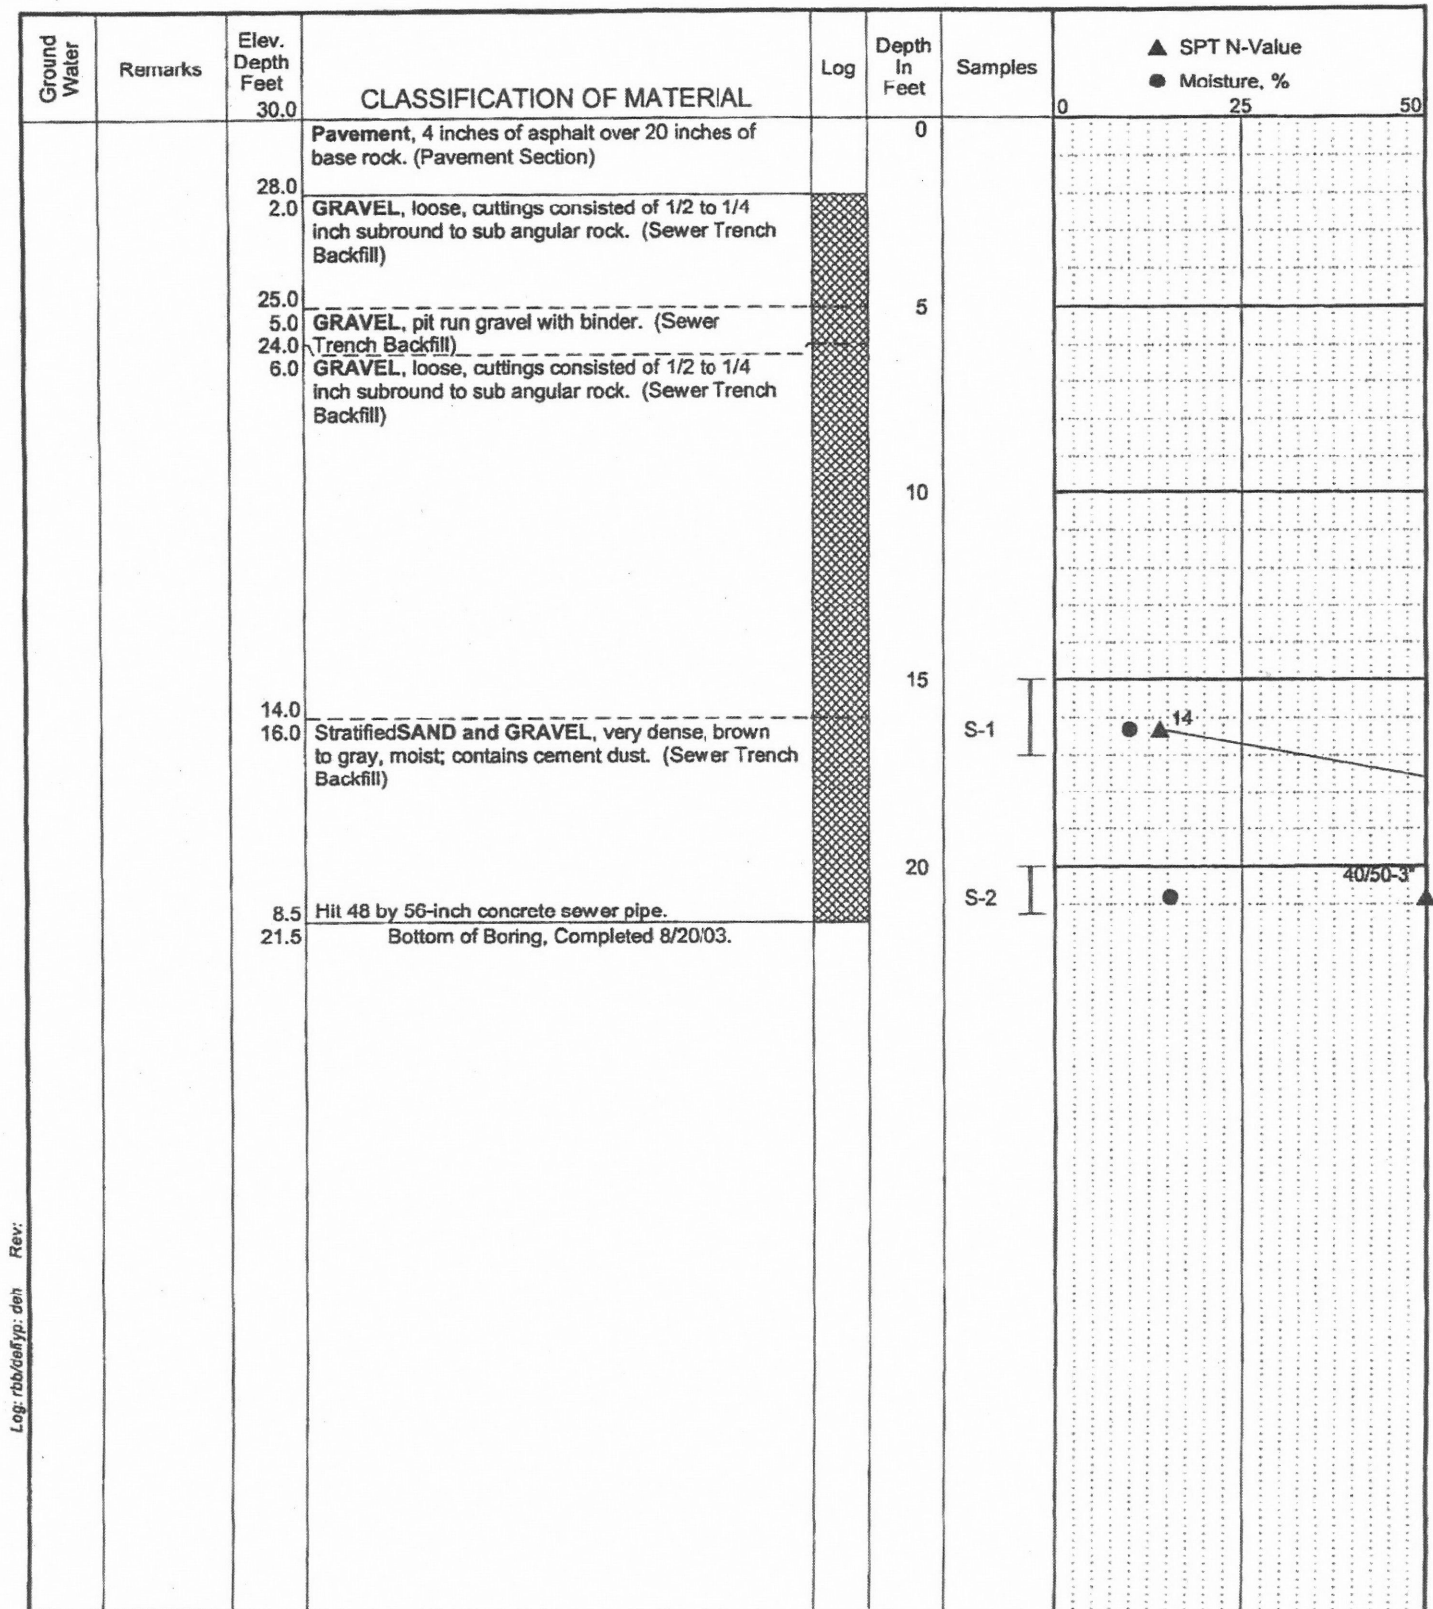 Ground
Water
Remarks
Elev.
Depth
Feet
30.0
CLASSIFICATION OF MATERIAL
Log
Depth
In
Feet
Samples
▲ SPT N-Value
● Moisture, %
0 25 50
Pavement, 4 inches of asphalt over 20 inches of
base rock. (Pavement Section)
0
28.0
2.0 GRAVEL, loose, cuttings consisted of 1/2 to 1/4
inch subround to sub angular rock. (Sewer Trench
Backfill)
25.0
5
5.0 GRAVEL, pit run gravel with binder. (Sewer
24.0 Trench Backfill)
6.0 GRAVEL, loose, cuttings consisted of 1/2 to 1/4
inch subround to sub angular rock. (Sewer Trench
Backfill)
10
15
14.0
14
16.0 StratifiedSAND and GRAVEL, very dense, brown
S-1
to gray, moist; contains cement dust. (Sewer Trench
Backfill)
20
40/50-3"
S-2
8.5 Hit 48 by 56-inch concrete sewer pipe.
21.5 Bottom of Boring, Completed 8/20/03.
Rev: